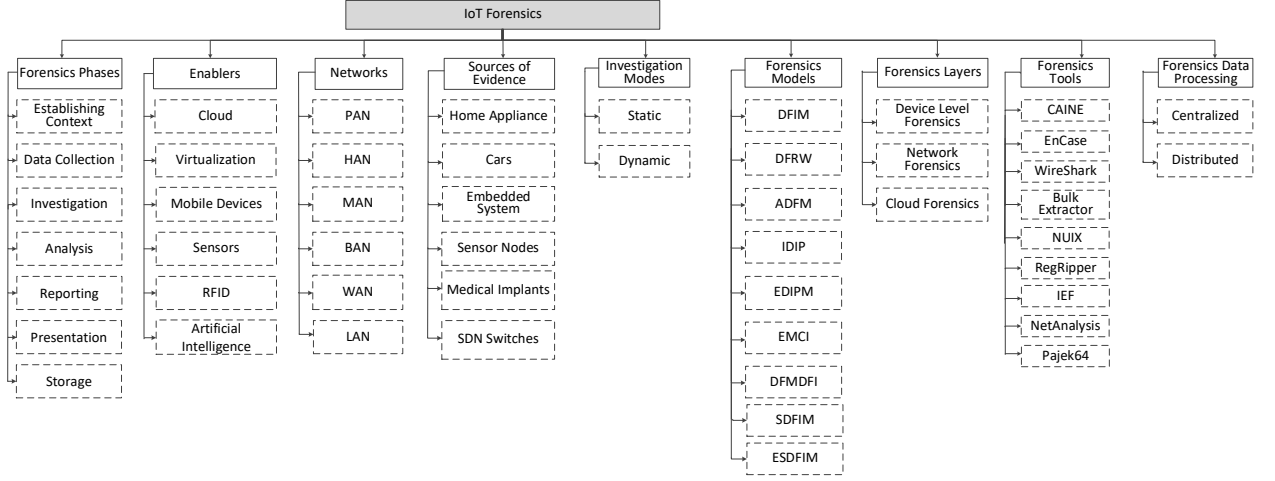 IoT Forensics
Forensics Phases
Establishing
Context
Data Collection
Investigation
Analysis
Reporting
Presentation
Storage
Enablers
Cloud
Virtualization
Mobile Devices
Sensors
RFID
Artificial
Intelligence
Networks
PAN
HAN
MAN
BAN
WAN
LAN
Sources of
Evidence
Home Appliance
Cars
Embedded
System
Sensor Nodes
Medical Implants
SDN Switches
Investigation
Modes
Static
Dynamic
Forensics
Models
DFIM
DFRW
ADFM
IDIP
EDIPM
EMCI
DFMDFI
SDFIM
ESDFIM
Forensics Layers
Device Level
Forensics
Network
Forensics
Cloud Forensics
Forensics
Tools
CAINE
EnCase
WireShark
Bulk
Extractor
NUIX
RegRipper
IEF
NetAnalysis
Pajek64
Forensics Data
Processing
Centralized
Distributed